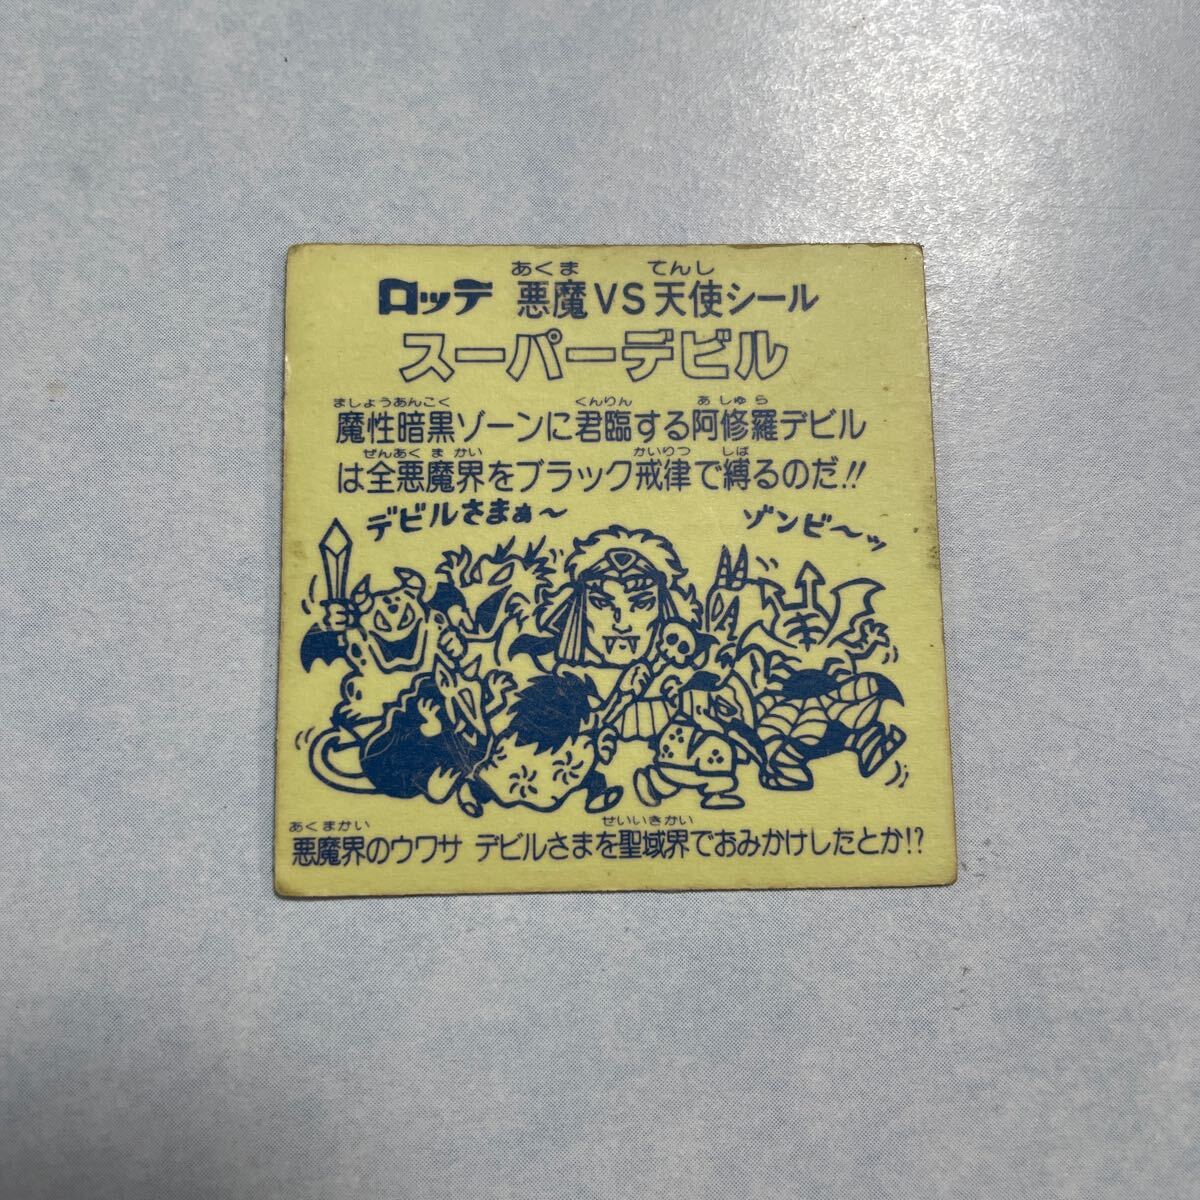 あくま てんし
ロッテ 悪魔VS天使シール
スーパーデビル
ましょうあんこく くんりん あしゅら
魔性暗黒ゾーンに君臨する阿修羅デビル
ぜんあくまかい かいりつ しば
は全悪魔界をブラック戒律で縛るのだ!!
デビルさまぁ〜 ゾンビ〜ッ
あくまかい せいいきかい
悪魔界のウワサ デビルさまを聖域界でおみかけしたとか!?